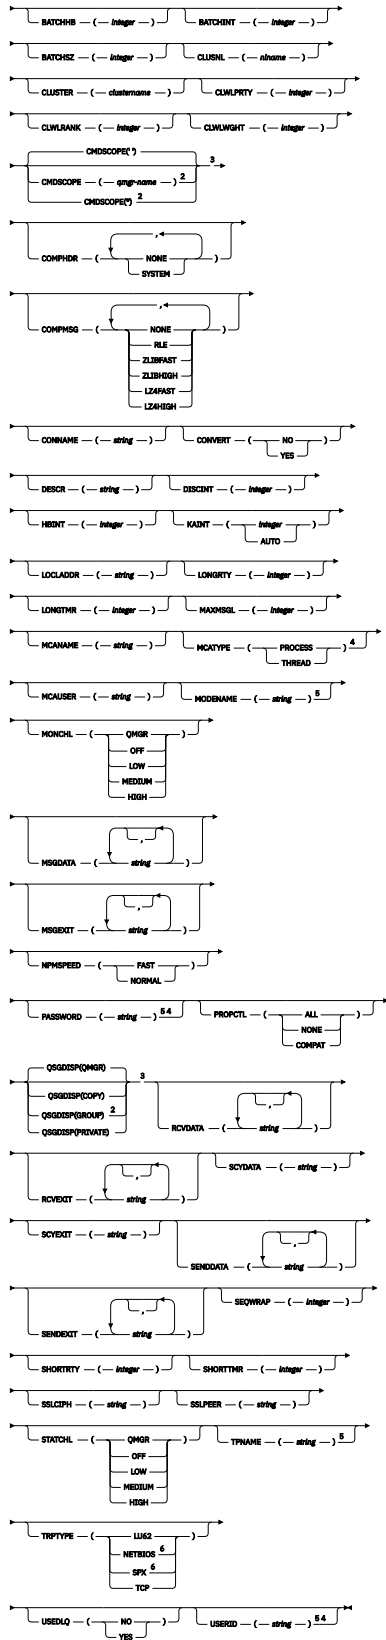 BATCHHB ( integer ) BATCHINT ( integer )
BATCHSZ ( integer ) CLUSNL ( nlname )
CLUSTER ( clustername ) CLWLPRTY ( integer )
CLWLRANK ( integer ) CLWLWGHT ( integer )
CMDSCOPE(' ') 3
CMDSCOPE ( qmgr-name ) 2
CMDSCOPE(*) 2
,
COMPHDR ( NONE )
SYSTEM
,
COMPMSG ( NONE )
RLE
ZLIBFAST
ZLIBHIGH
LZ4FAST
LZ4HIGH
CONNAME ( string ) CONVERT ( NO )
YES
DESCR ( string ) DISCINT ( integer )
HBINT ( integer ) KAINT ( integer )
AUTO
LOCLADDR ( string ) LONGRTY ( integer )
LONGTMR ( integer ) MAXMSGL ( integer )
MCANAME ( string ) MCATYPE ( PROCESS ) 4
THREAD
MCAUSER ( string ) MODENAME ( string ) 5
MONCHL ( QMGR )
OFF
LOW
MEDIUM
HIGH
,
MSGDATA ( string )
,
MSGEXIT ( string )
NPMSPEED ( FAST )
NORMAL
PASSWORD ( string ) 5 4 PROPCTL ( ALL )
NONE
COMPAT
QSGDISP(QMGR) 3
QSGDISP(COPY)
QSGDISP(GROUP) 2
QSGDISP(PRIVATE)
,
RCVDATA ( string )
,
RCVEXIT ( string ) SCYDATA ( string )
,
SCYEXIT ( string ) SENDDATA ( string )
,
SENDEXIT ( string ) SEQWRAP ( integer )
SHORTRTY ( integer ) SHORTTMR ( integer )
SSLCIPH ( string ) SSLPEER ( string )
STATCHL ( QMGR ) TPNAME ( string ) 5
OFF
LOW
MEDIUM
HIGH
TRPTYPE ( LU62 )
NETBIOS 6
SPX 6
TCP
USEDLQ ( NO ) USERID ( string ) 5 4
YES